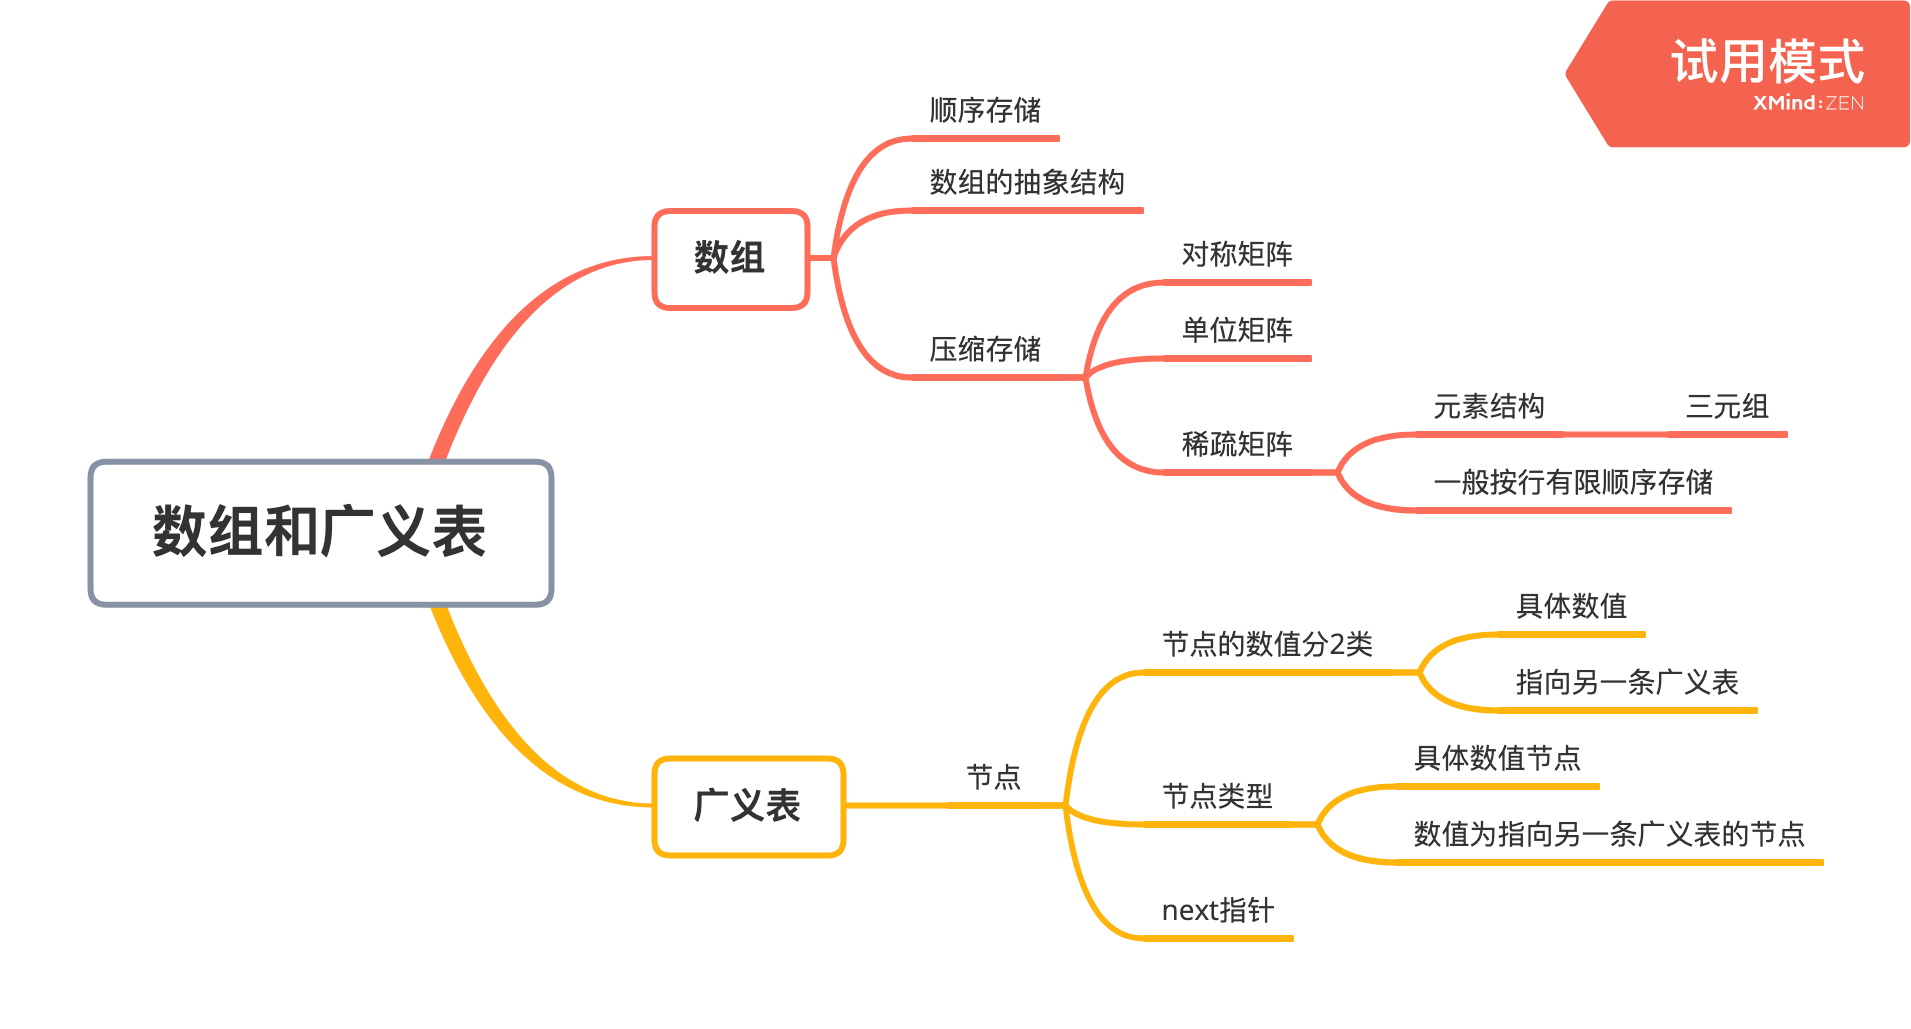 试用模式
XMind:ZEN
顺序存储
数组的抽象结构
数组
对称矩阵
单位矩阵
压缩存储
元素结构
三元组
稀疏矩阵
一般按行有限顺序存储
数组和广义表
具体数值
节点的数值分2类
指向另一条广义表
广义表
节点
具体数值节点
节点类型
数值为指向另一条广义表的节点
next指针